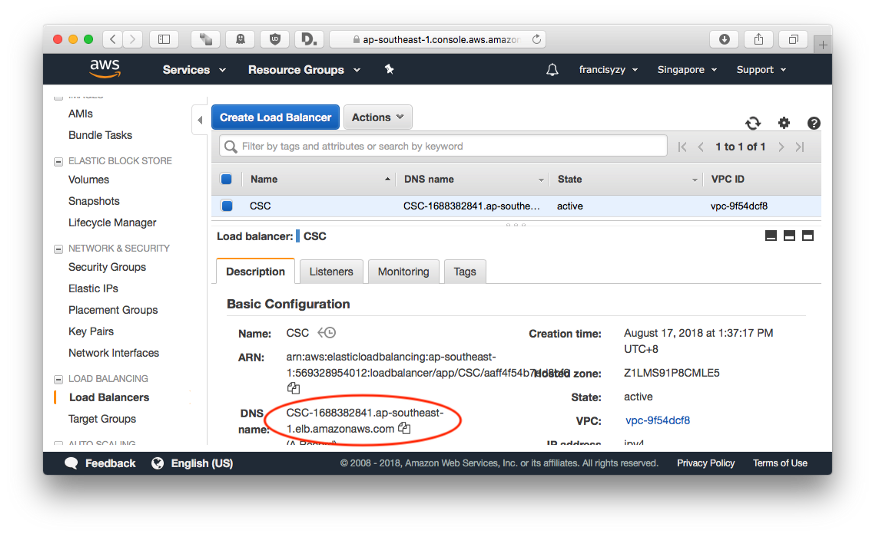 ap-southeast-1.console.aws.amazon
aws
Services
Resource Groups
francisyzy
Singapore
Support
AMIs
Bundle Tasks
ELASTIC BLOCK STORE
Volumes
Snapshots
Lifecycle Manager
NETWORK & SECURITY
Security Groups
Elastic IPs
Placement Groups
Key Pairs
Network Interfaces
LOAD BALANCING
Load Balancers
Target Groups
AUTO SCALING
Create Load Balancer
Actions
Filter by tags and attributes or search by keyword
1 to 1 of 1
Name DNS name State VPC ID
CSC CSC-1688382841.ap-southe... active vpc-9f54dcf8
Load balancer: CSC
Description Listeners Monitoring Tags
Basic Configuration
Name: CSC
ARN: arn:aws:elasticloadbalancing:ap-southeast-
1:569328954012:loadbalancer/app/CSC/
DNS name: CSC-1688382841.ap-southeast-
1.elb.amazonaws.com
Creation time: August 17, 2018 at 1:37:17 PM
UTC+8
Hosted zone: Z1LMS91P8CMLE5
State: active
VPC: vpc-9f54dcf8
IP address
Feedback English (US) © 2008 - 2018, Amazon Web Services, Inc. or its affiliates. All rights reserved. Privacy Policy Terms of Use